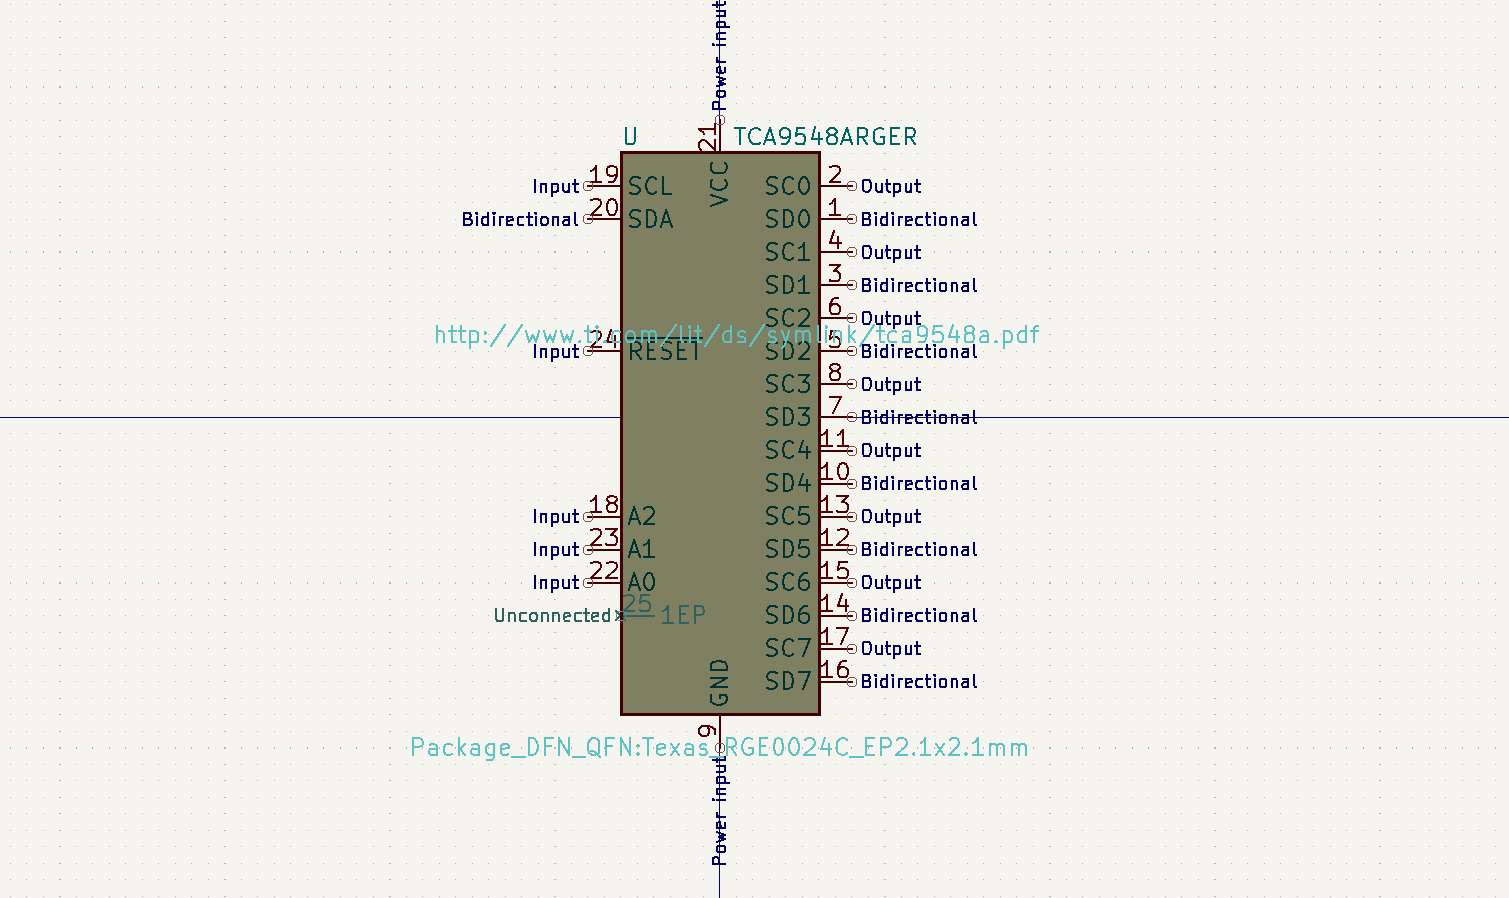 Power input
21
U
TCA9548ARGER
VCC
Input 19 SCL
SC0 2 Output
Bidirectional 20 SDA
SD0 1 Bidirectional
SC1 4 Output
SD1 3 Bidirectional
SC2 6 Output
http://www.ti.com/lit/ds/symlink/tca9548a.pdf
Input 24 RESET
SD2 5 Bidirectional
SC3 8 Output
SD3 7 Bidirectional
SC4 11 Output
SD4 10 Bidirectional
Input 18 A2
SC5 13 Output
Input 23 A1
SD5 12 Bidirectional
Input 22 A0
SC6 15 Output
Unconnected 25 1EP
SD6 14 Bidirectional
SC7 17 Output
SD7 16 Bidirectional
GND
9
Package_DFN_QFN:Texas_RGE0024C_EP2.1x2.1mm
Power input